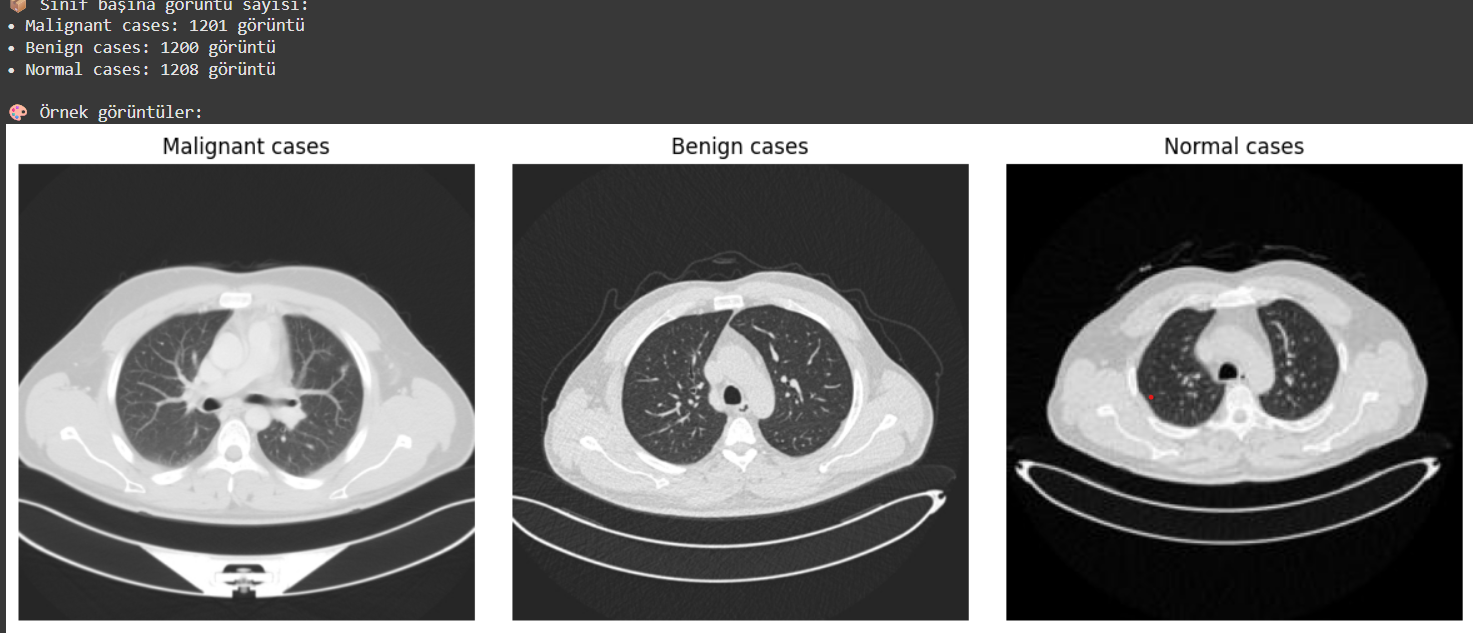 📦 Sınıf başına görüntü sayısı:
• Malignant cases: 1201 görüntü
• Benign cases: 1200 görüntü
• Normal cases: 1208 görüntü
🎨 Örnek görüntüler:
Malignant cases
Benign cases
Normal cases